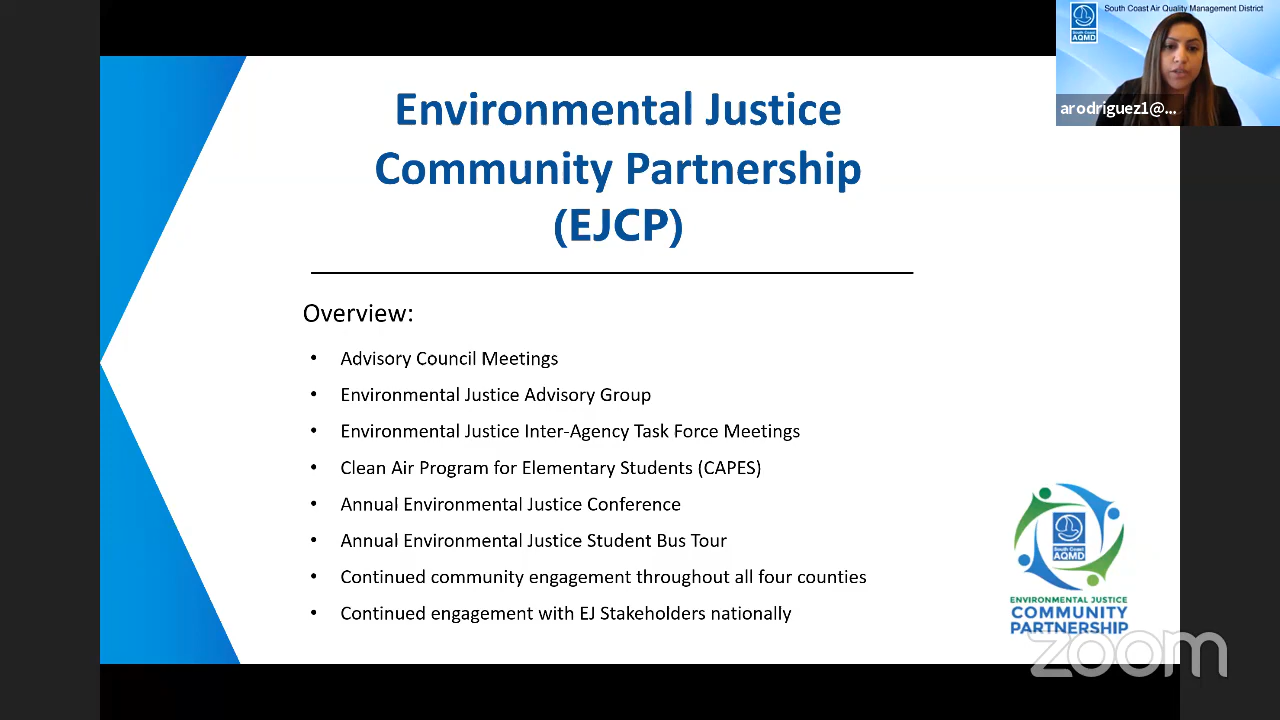 South Coast Air Quality Management District
South Coast
AQMD
arodriguez1@...
Environmental Justice
Community Partnership
(EJCP)
Overview:
• Advisory Council Meetings
• Environmental Justice Advisory Group
• Environmental Justice Inter-Agency Task Force Meetings
• Clean Air Program for Elementary Students (CAPES)
• Annual Environmental Justice Conference
• Annual Environmental Justice Student Bus Tour
• Continued community engagement throughout all four counties
• Continued engagement with EJ Stakeholders nationally
South Coast
AQMD
ENVIRONMENTAL JUSTICE
COMMUNITY
PARTNERSHIP
zoom